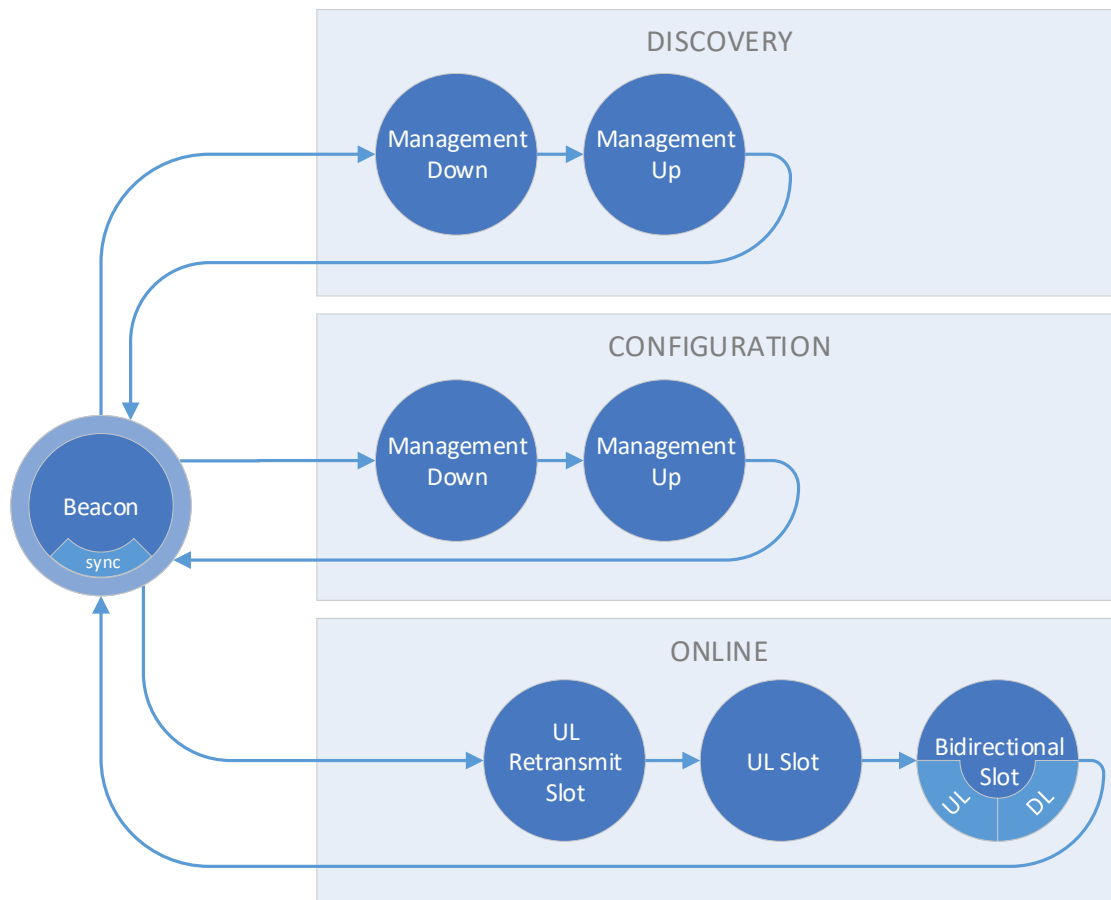 DISCOVERY
Management
Down
Management
Up
CONFIGURATION
Management
Down
Management
Up
Beacon
sync
ONLINE
UL
Retransmit
Slot
UL Slot
Bidirectional
Slot
UL
DL